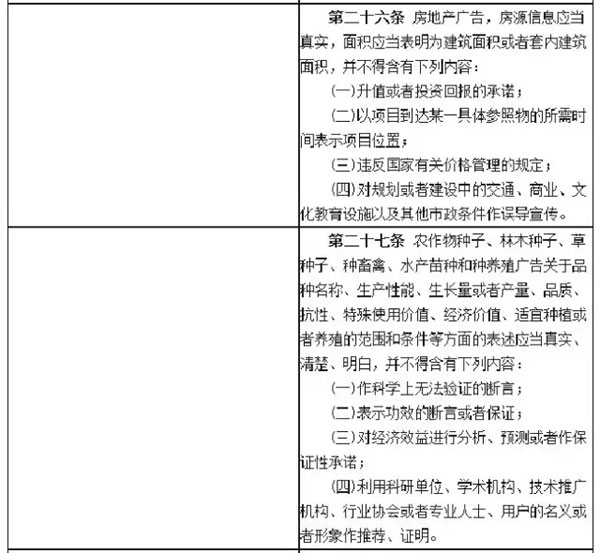 第二十六条 房地产广告，房源信息应当
真实，面积应当表明为建筑面积或者套内建筑
面积，并不得含有下列内容：
(一)升值或者投资回报的承诺；
(二)以项目到达某一具体参照物的所需时
间表示项目位置；
(三)违反国家有关价格管理的规定；
(四)对规划或者建设中的交通、商业、文
化教育设施以及其他市政条件作误导宣传。
第二十七条 农作物种子、林木种子、草
种子、种畜禽、水产苗种和种养殖广告关于品
种名称、生产性能、生长量或者产量、品质、
抗性、特殊使用价值、经济价值、适宜种植或
者养殖的范围和条件等方面的表述应当真实、
清楚、明白，并不得含有下列内容：
(一)作科学上无法验证的断言；
(二)表示功效的断言或者保证；
(三)对经济效益进行分析、预测或者作保
证性承诺；
(四)利用科研单位、学术机构、技术推广
机构、行业协会或者专业人士、用户的名义或
者形象作推荐、证明。